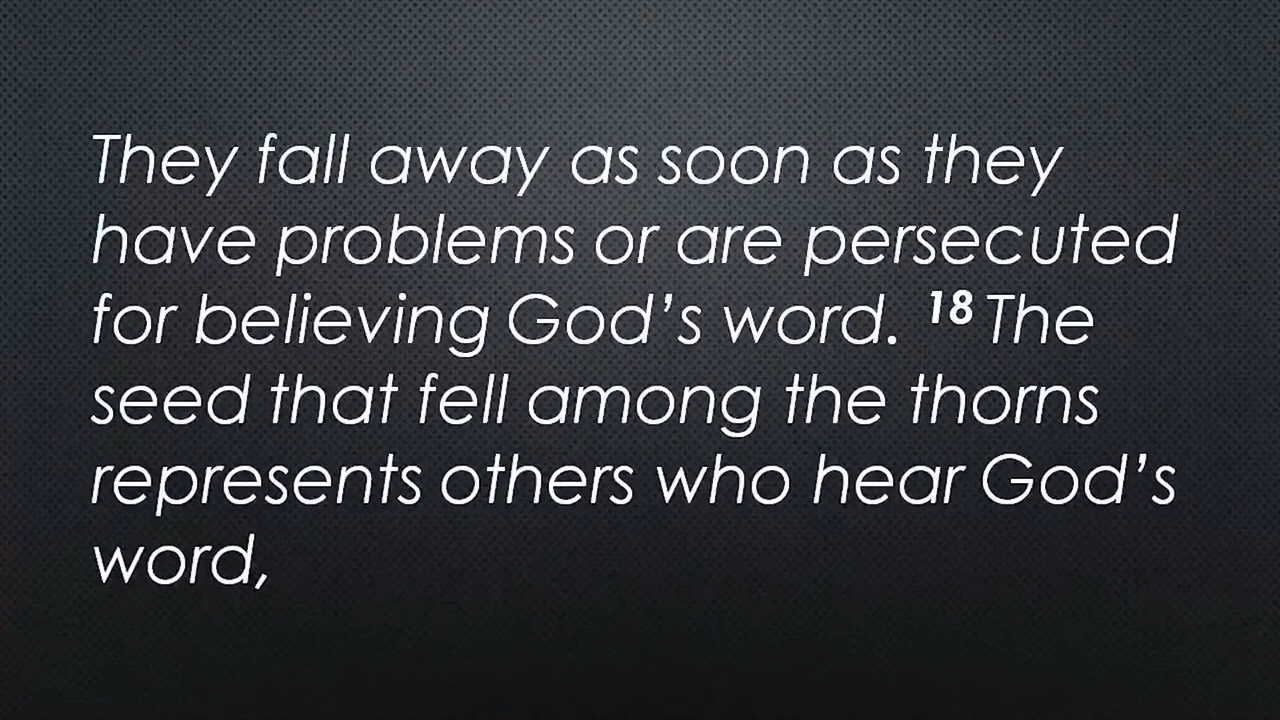 They fall away as soon as they
have problems or are persecuted
for believing God’s word. 18 The
seed that fell among the thorns
represents others who hear God’s
word,